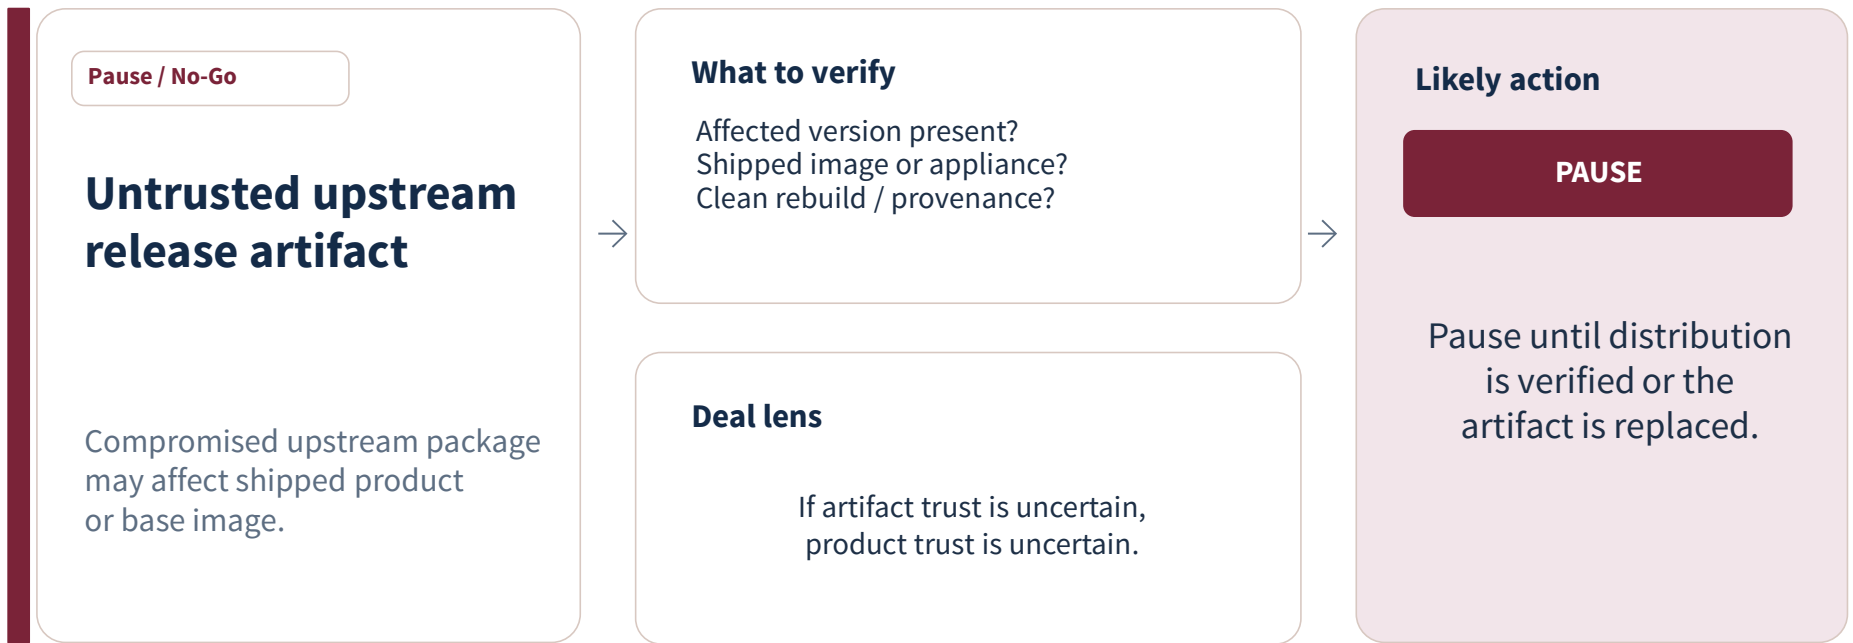 Pause / No-Go
Untrusted upstream
release artifact
Compromised upstream package
may affect shipped product
or base image.
What to verify
Affected version present?
Shipped image or appliance?
Clean rebuild / provenance?
Deal lens
If artifact trust is uncertain,
product trust is uncertain.
Likely action
PAUSE
Pause until distribution
is verified or the
artifact is replaced.